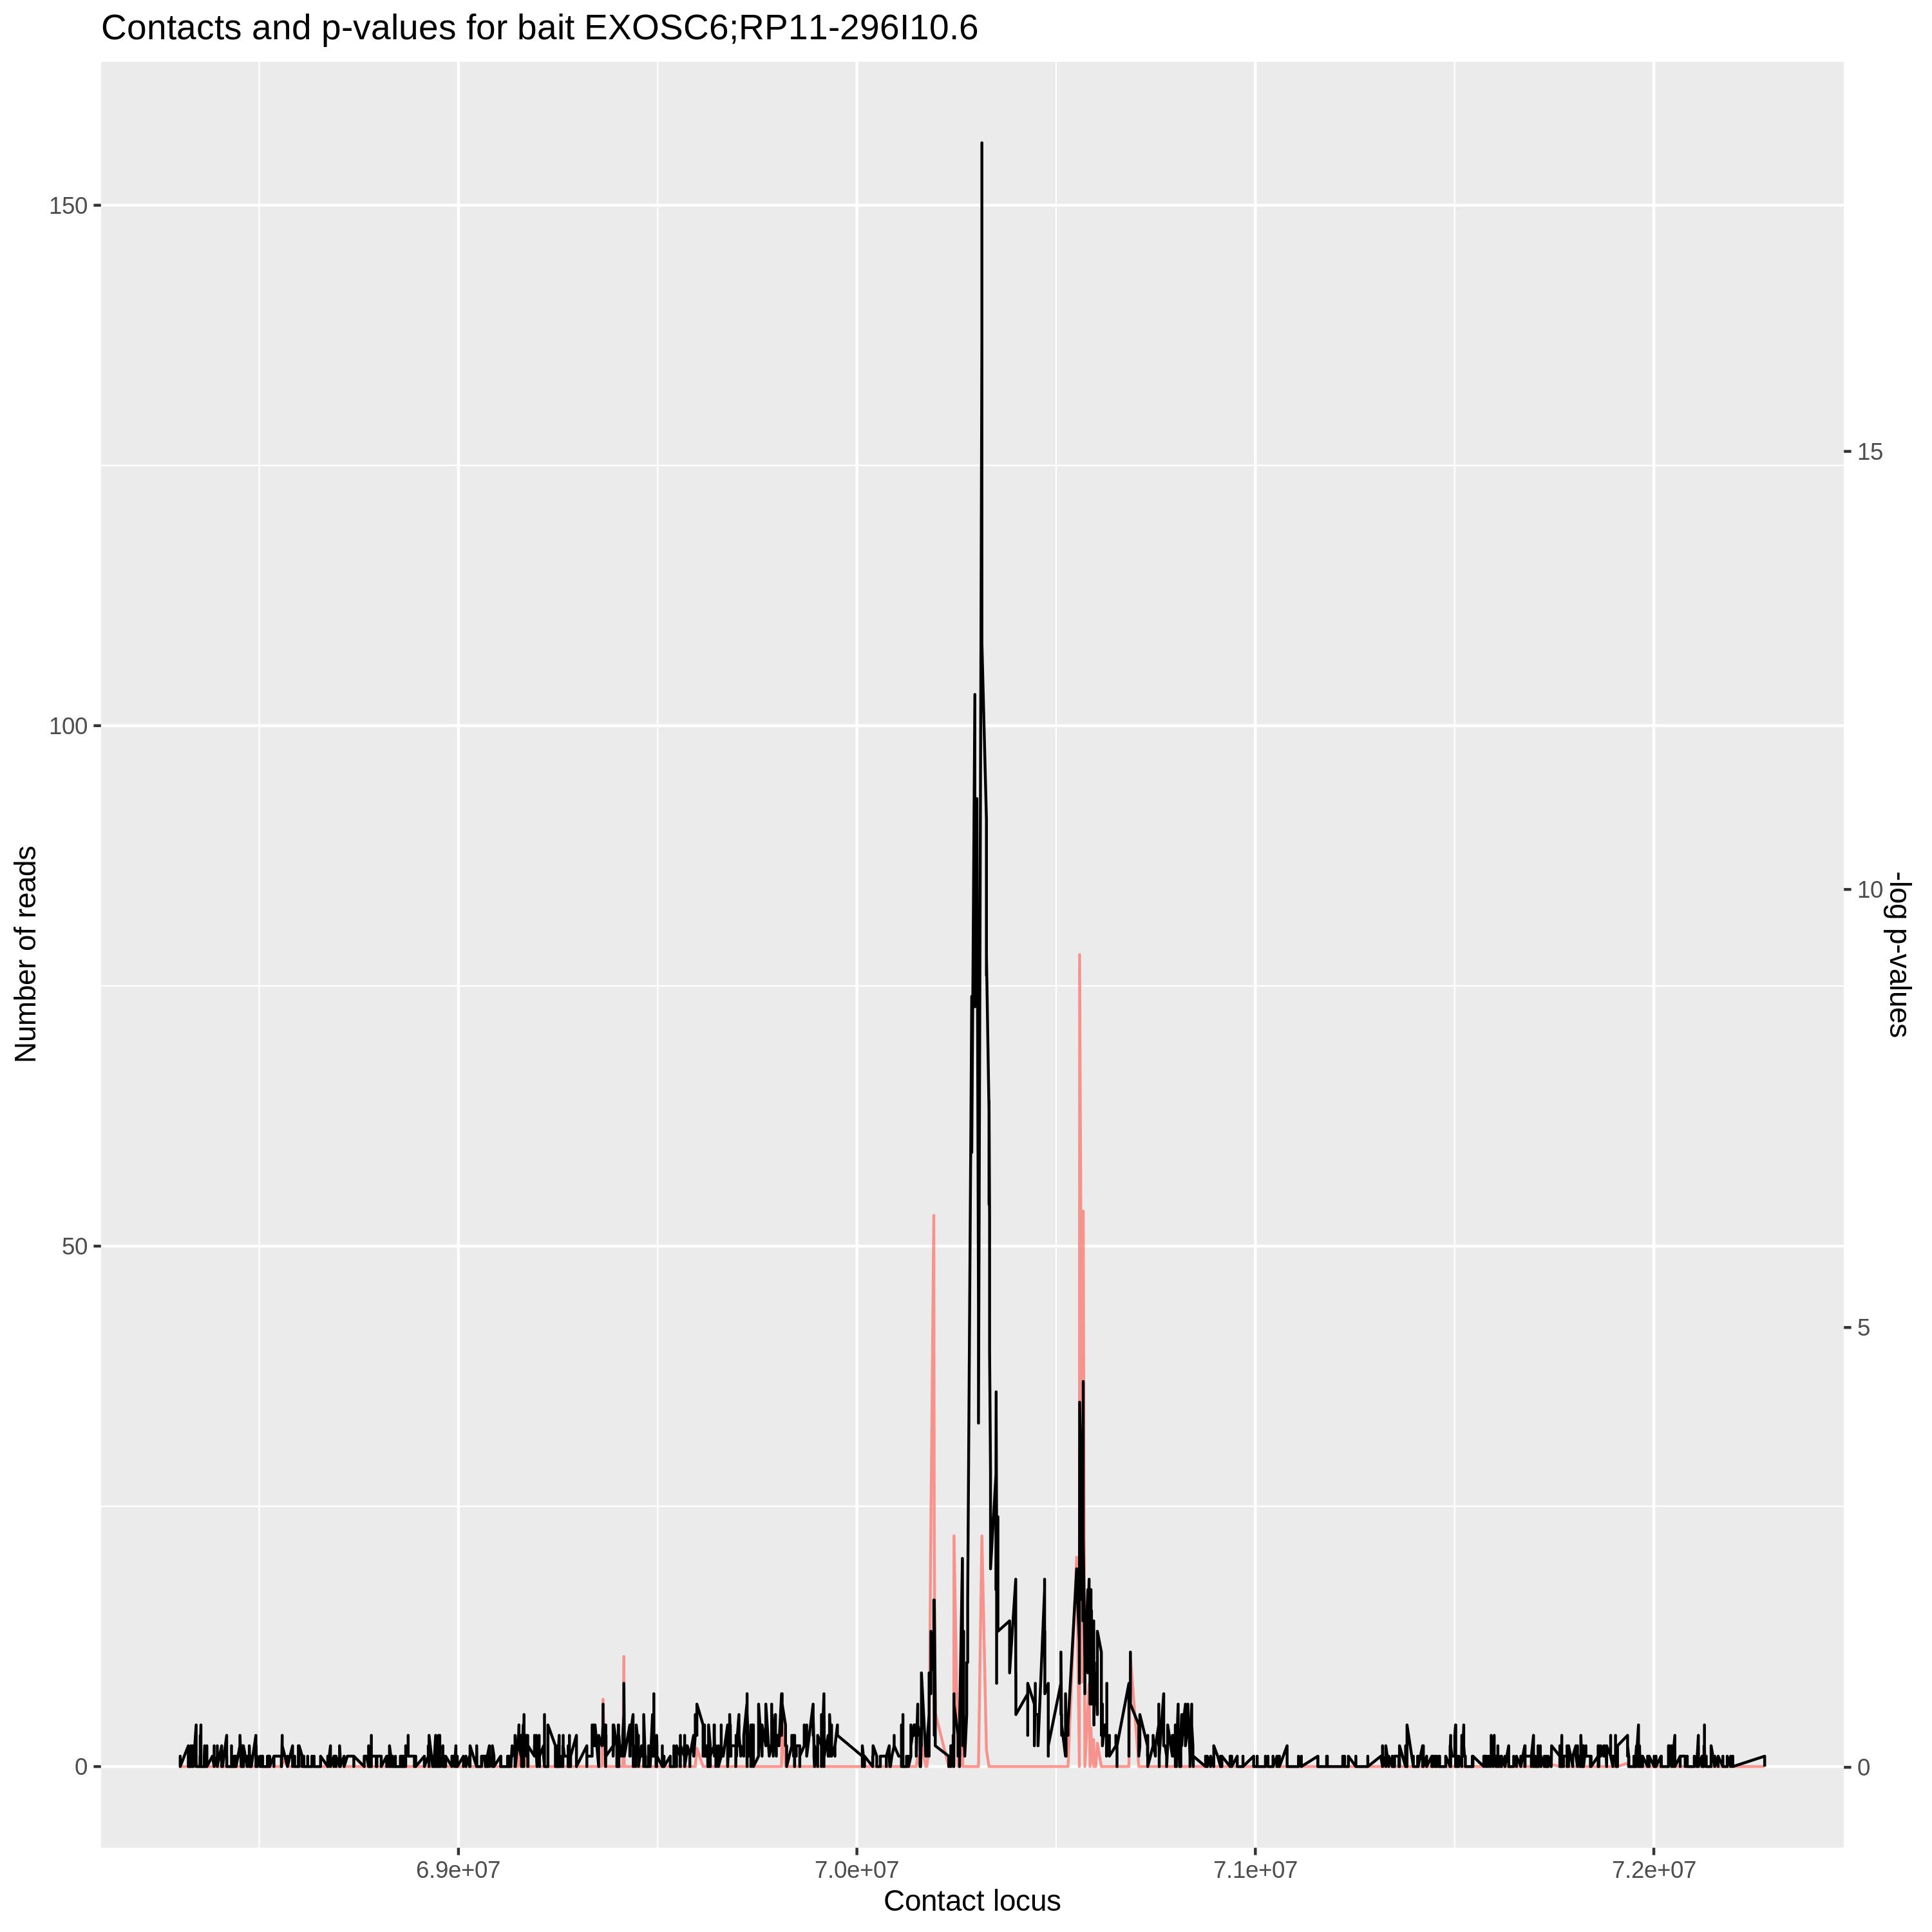 Contacts and p-values for bait EXOSC6;RP11-296I10.6
Number of reads
150
100
50
0
15
10
5
0
-log p-values
6.9e+07
7.0e+07
7.1e+07
7.2e+07
Contact locus